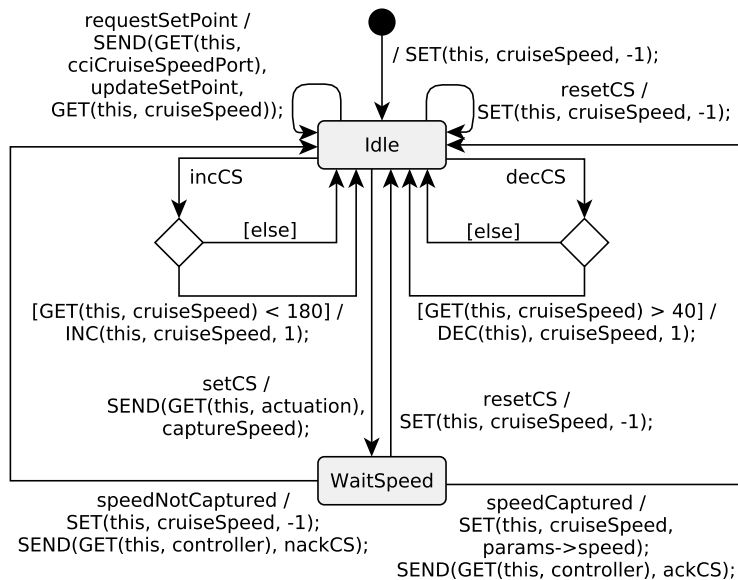 requestSetPoint /
SEND(GET(this,
cciCruiseSpeedPort),
updateSetPoint,
GET(this, cruiseSpeed));
/ SET(this, cruiseSpeed, -1);
resetCS /
SET(this, cruiseSpeed, -1);
Idle
incCS
decCS
[else]
[else]
[GET(this, cruiseSpeed) < 180] /
INC(this, cruiseSpeed, 1);
[GET(this, cruiseSpeed) > 40] /
DEC(this), cruiseSpeed, 1);
setCS /
SEND(GET(this, actuation),
captureSpeed);
resetCS /
SET(this, cruiseSpeed, -1);
WaitSpeed
speedNotCaptured /
SET(this, cruiseSpeed, -1);
SEND(GET(this, controller), nackCS);
speedCaptured /
SET(this, cruiseSpeed,
params->speed);
SEND(GET(this, controller), ackCS);